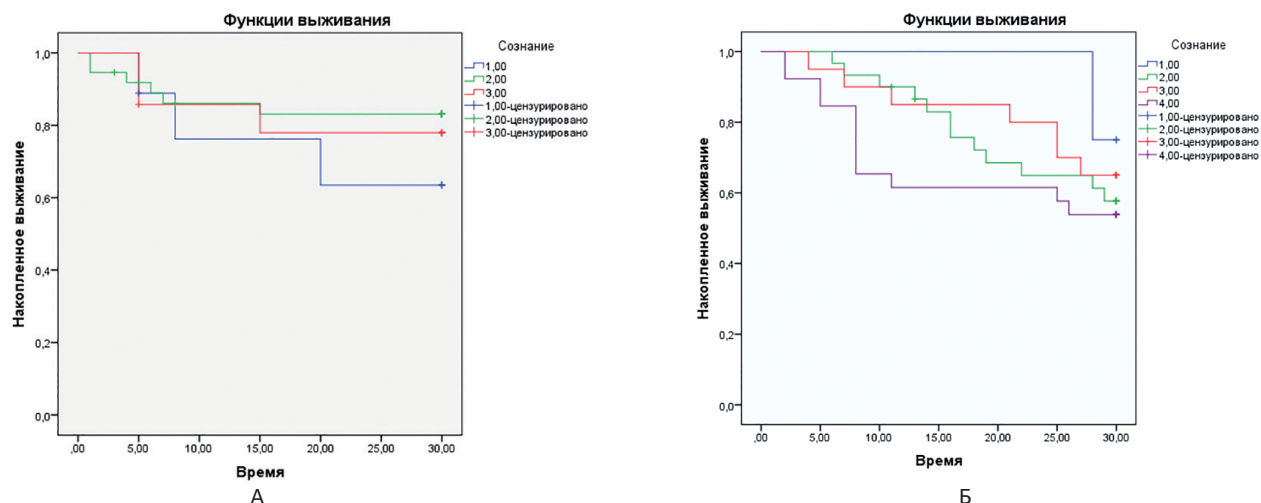 Функции выживания
Накопленное выживание
1,0
0,8
0,6
0,4
0,2
0,0
,00 5,00 10,00 15,00 20,00 25,00 30,00
Время
Сознание
1,00
2,00
3,00
1,00-цензурировано
2,00-цензурировано
3,00-цензурировано
А
Функции выживания
Накопленное выживание
1,0
0,8
0,6
0,4
0,2
0,0
,00 5,00 10,00 15,00 20,00 25,00 30,00
Время
Сознание
1,00
2,00
3,00
4,00
1,00-цензурировано
2,00-цензурировано
3,00-цензурировано
4,00-цензурировано
Б